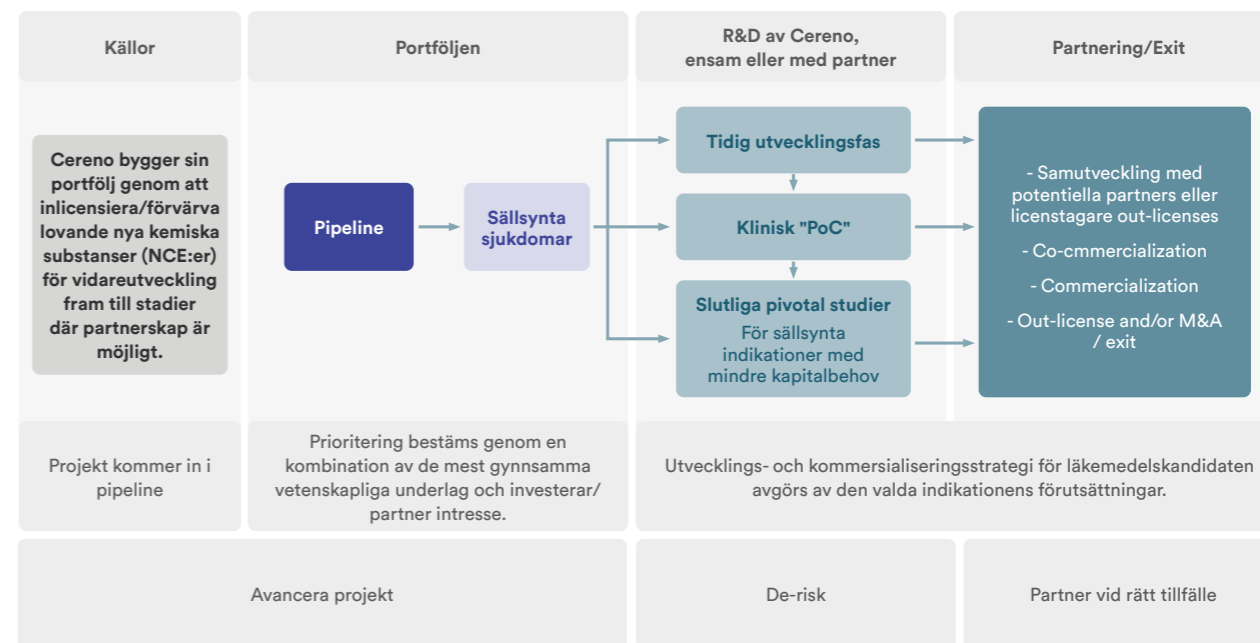 Källor
Portföljen
R&D av Cereno,
ensam eller med partner
Partnering/Exit
Cereno bygger sin
portfölj genom att
inlicensiera/förvärva
lovande nya kemiska
substanser (NCE:er)
för vidareutveckling
fram till stadier
där partnerskap är
möjligt.
Pipeline
Sällsynta
sjukdomar
Tidig utvecklingsfas
Klinisk "PoC"
Slutliga pivotal studier
För sällsynta
indikationer med
mindre kapitalbehov
- Samutveckling med
potentiella partners eller
licenstagare out-licenses
- Co-cmmercialization
- Commercialization
- Out-license and/or M&A
/ exit
Projekt kommer in i
pipeline
Prioritering bestäms genom en
kombination av de mest gynnsamma
vetenskapliga underlag och investerar/
partner intresse.
Utvecklings- och kommersialiseringsstrategi för läkemedelskandidaten
avgörs av den valda indikationens förutsättningar.
Avancera projekt
De-risk
Partner vid rätt tillfälle